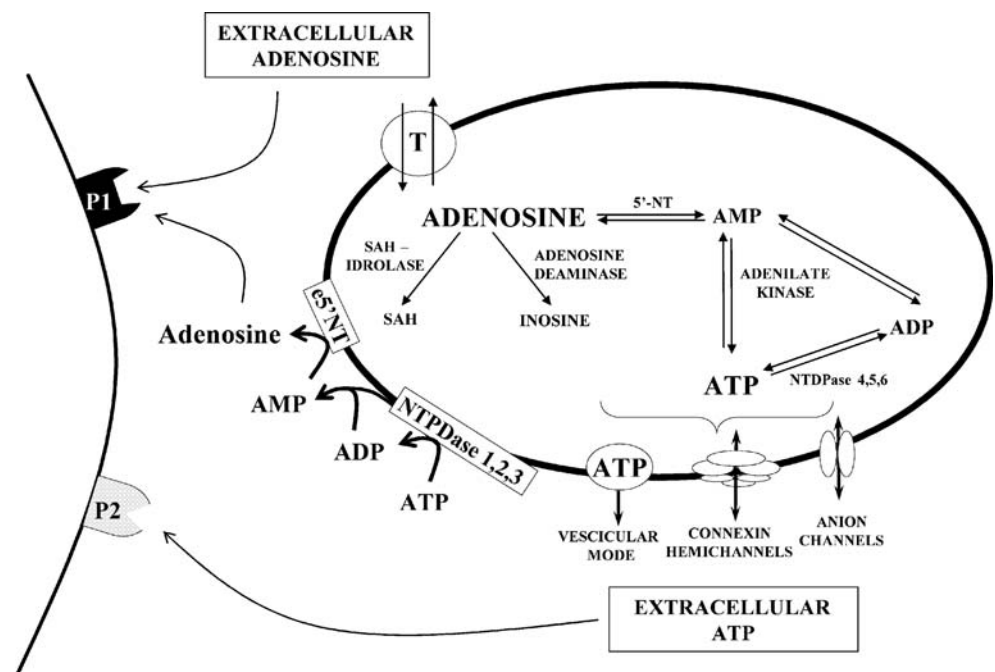 EXTRACELLULAR
ADENOSINE
T
P1
ADENOSINE
5'-NT
AMP
SAH –
IDROLASE
ADENOSINE
DEAMINASE
ADENILATE
KINASE
SAH
INOSINE
ADP
ATP
NTDPase 4,5,6
e5'NT
Adenosine
AMP
ADP
ATP
NTPDase 1,2,3
ATP
P2
VESCICULAR
MODE
CONNEXIN
HEMICHANNELS
ANION
CHANNELS
EXTRACELLULAR
ATP